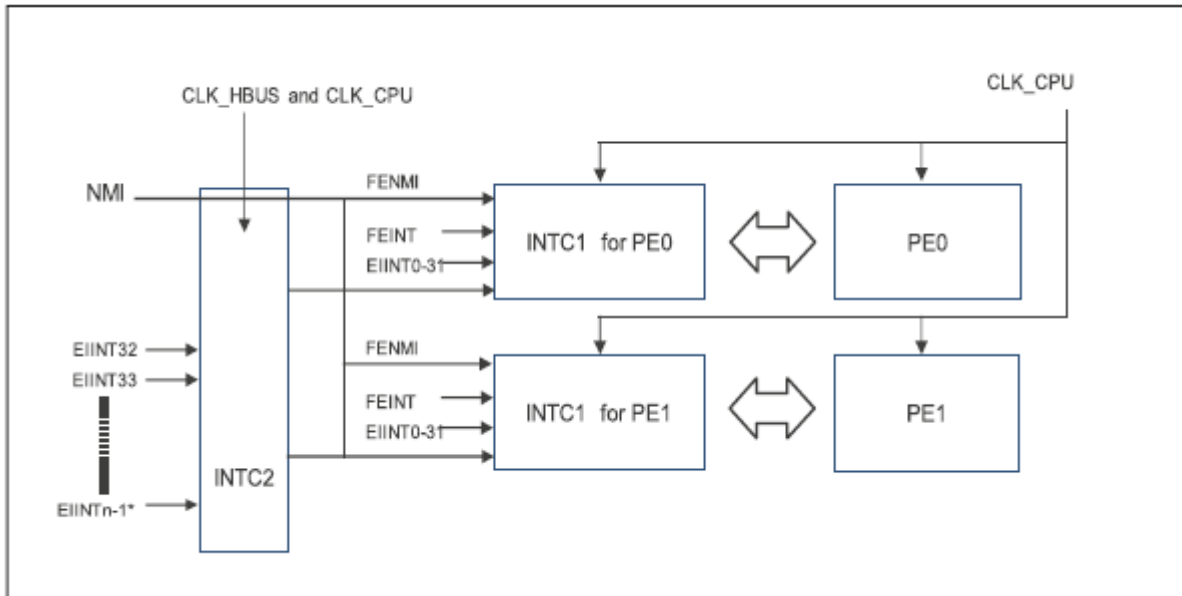 CLK_CPU
CLK_HBUS and CLK_CPU
NMI
FENMI
FEINT
INTC1 for PE0
PE0
EIINT0-31
EIINT32
FENMI
EIINT33
FEINT
INTC1 for PE1
PE1
EIINT0-31
INTC2
EIINTn-1*